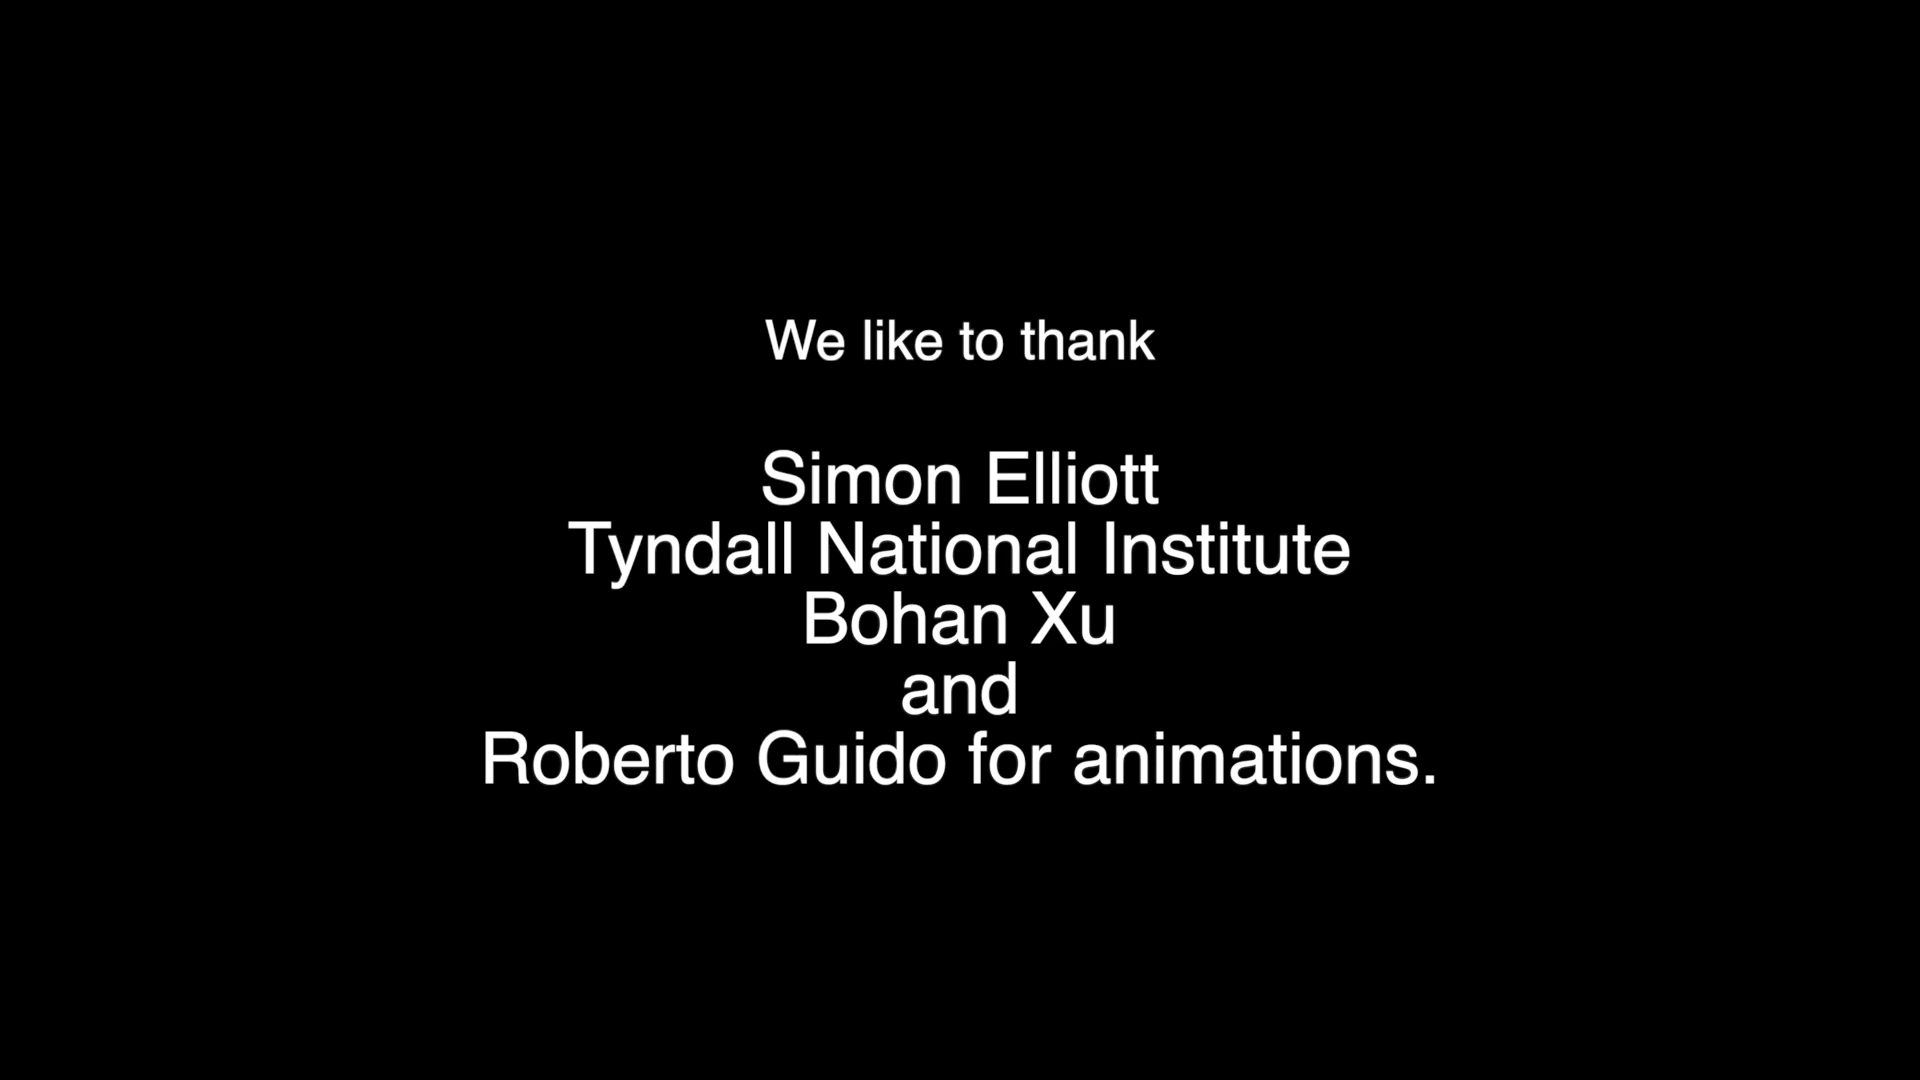 We like to thank
Simon Elliott
Tyndall National Institute
Bohan Xu
and
Roberto Guido for animations.